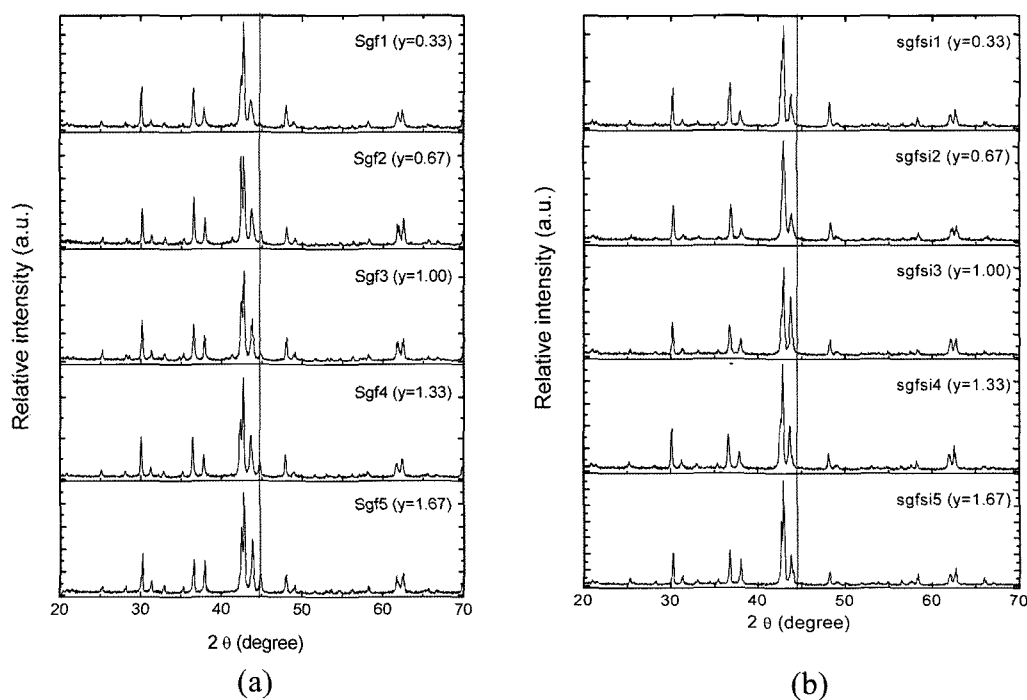 Relative intensity (a.u.)
Sgf1 (y=0.33)
Sgf2 (y=0.67)
Sgf3 (y=1.00)
Sgf4 (y=1.33)
Sgf5 (y=1.67)
20 30 40 50 60 70
2 θ (degree)
(a)
Relative intensity (a.u.)
sgfsi1 (y=0.33)
sgfsi2 (y=0.67)
sgfsi3 (y=1.00)
sgfsi4 (y=1.33)
sgfsi5 (y=1.67)
20 30 40 50 60 70
2 θ (degree)
(b)